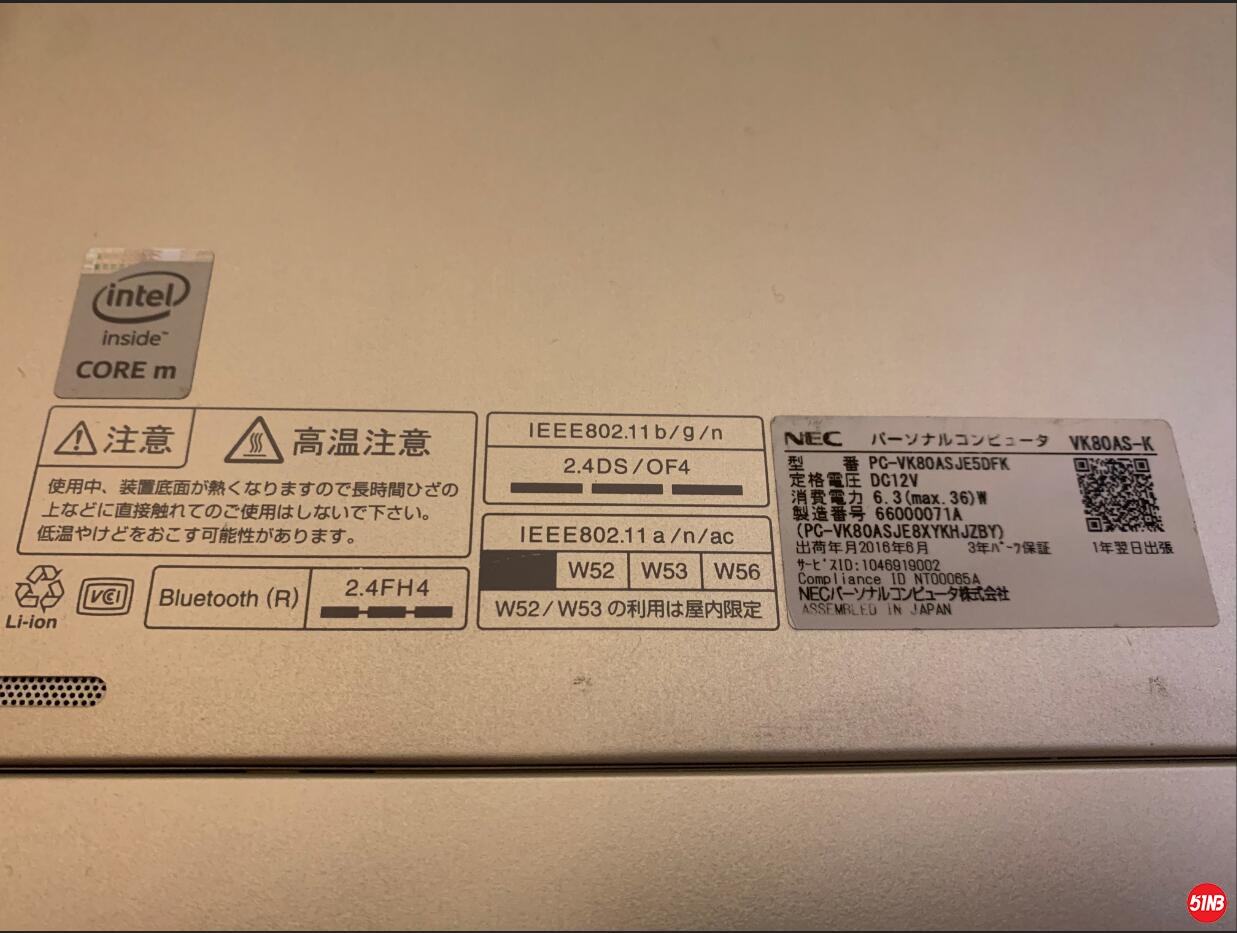 intel
inside™
CORE m
注意
高温注意
使用中、装置底面が熱くなりますので長時間ひざの
上などに直接触れてのご使用はしないで下さい。
低温やけどをおこす可能性があります。
Li-ion
VCI
Bluetooth (R)
2.4FH4
IEEE802.11b/g/n
2.4DS/OF4
IEEE802.11a/n/ac
W52 W53 W56
W52/W53の利用は屋内限定
NEC パーソナルコンピュータ VK80AS-K
型番 PC-VK80ASJE5DFK
定格電圧 DC12V
消費電力 6.3(max.36)W
製造番号 66000071A
(PC-VK80ASJE8XYKHJZBY)
出荷年月2016年6月 3年ﾊﾟｰﾂ保証 1年翌日出張
ｻｰﾋﾞｽID:1046919002
Compliance ID NT00065A
NECパーソナルコンピュータ株式会社
ASSEMBLED IN JAPAN
51NB